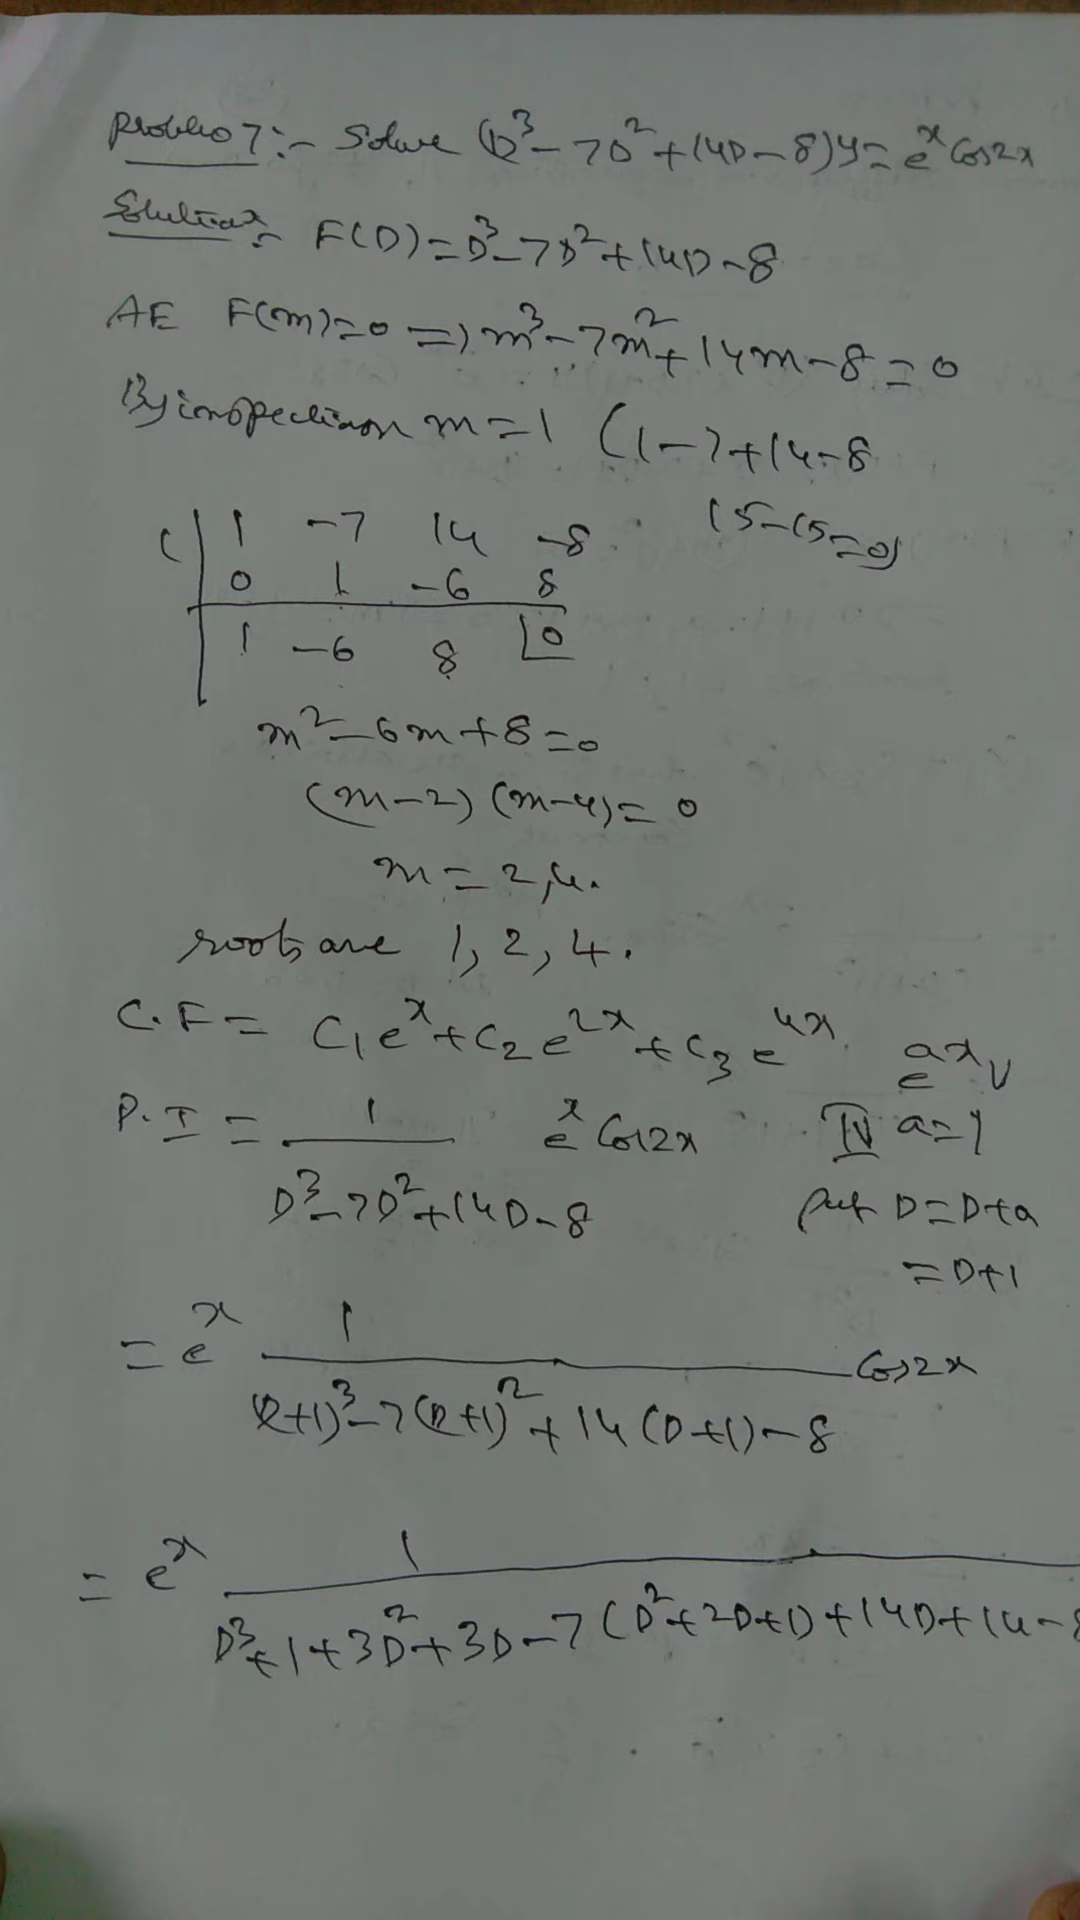 Problem 7:- Solve (D³ - 7D² + 14D - 8)y = eˣ Cos2x
Solution:- F(D) = D³ - 7D² + 14D - 8
AE F(m) = 0 => m³ - 7m² + 14m - 8 = 0
By inspection m = 1 (1 - 7 + 14 - 8
15 - 15 = 0)
1 | 1 -7 14 -8
0 1 -6 8
1 -6 8 |0
m² - 6m + 8 = 0
(m-2) (m-4) = 0
m = 2, 4.
roots are 1, 2, 4.
C.F = C₁eˣ + C₂e²ˣ + C₃e⁴ˣ
eᵃˣ V
P.I = 1 / (D³ - 7D² + 14D - 8) eˣ Cos2x
IV a = 1
put D = D+a
= D+1
= eˣ 1 / ((D+1)³ - 7(D+1)² + 14(D+1) - 8) Cos2x
= eˣ 1 / (D³ + 1 + 3D² + 3D - 7(D² + 2D + 1) + 14D + 14 - 8